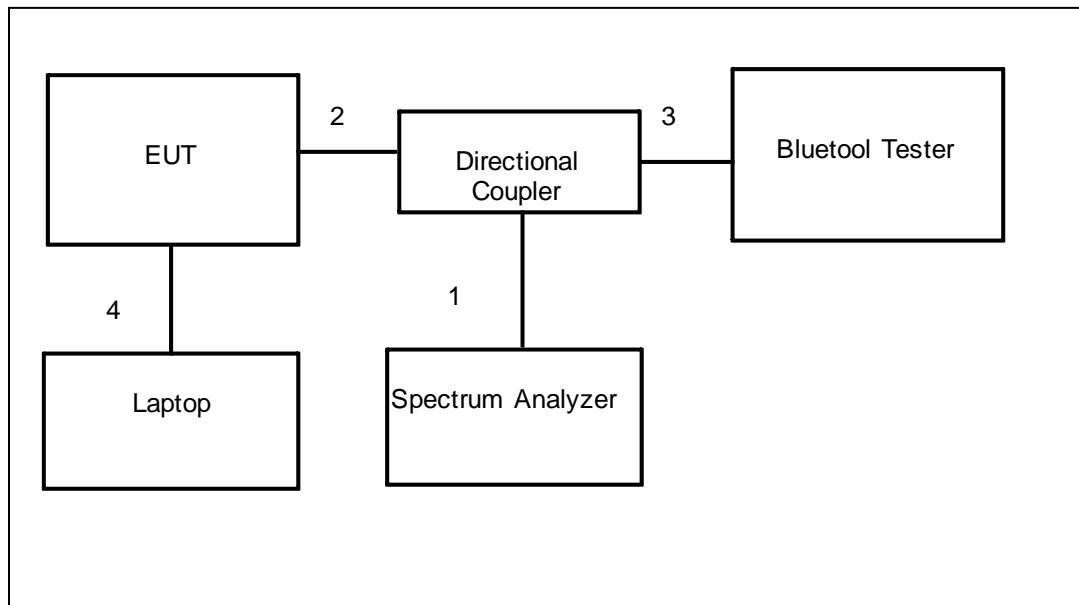 2
3
EUT
Directional
Coupler
Bluetool Tester
4
1
Laptop
Spectrum Analyzer